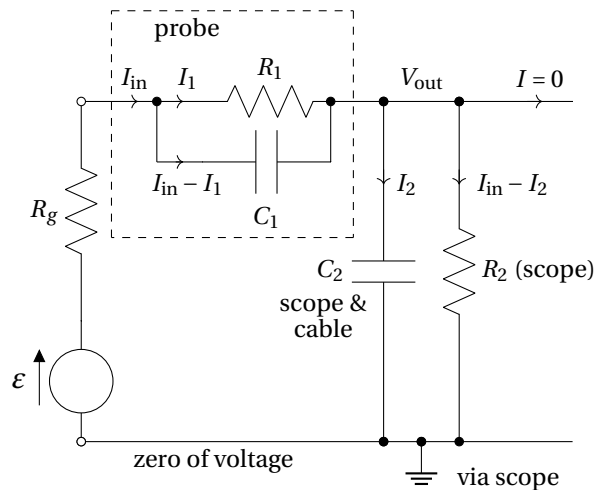 probe
I_in
I_1
R_1
V_out
I = 0
I_in − I_1
C_1
I_2
I_in − I_2
R_g
C_2
scope &
cable
R_2 (scope)
ε
zero of voltage
via scope